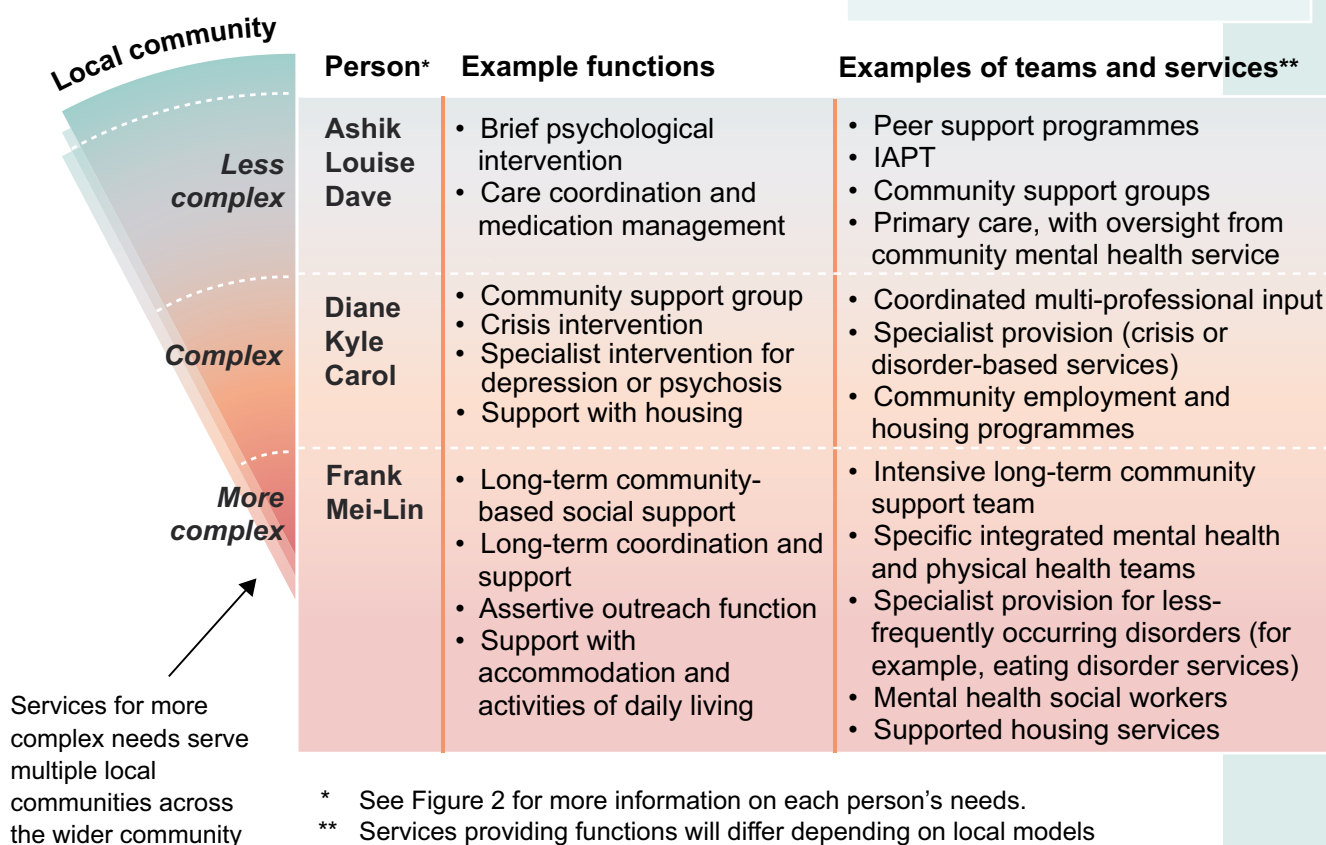 Local community
Person*
Example functions
Examples of teams and services**
Less
complex
Ashik
Louise
Dave
• Brief psychological
intervention
• Care coordination and
medication management
• Peer support programmes
• IAPT
• Community support groups
• Primary care, with oversight from
community mental health service
Complex
Diane
Kyle
Carol
• Community support group
• Crisis intervention
• Specialist intervention for
depression or psychosis
• Support with housing
• Coordinated multi-professional input
• Specialist provision (crisis or
disorder-based services)
• Community employment and
housing programmes
More
complex
Frank
Mei-Lin
• Long-term community-
based social support
• Long-term coordination and
support
• Assertive outreach function
• Support with
accommodation and
activities of daily living
• Intensive long-term community
support team
• Specific integrated mental health
and physical health teams
• Specialist provision for less-
frequently occurring disorders (for
example, eating disorder services)
• Mental health social workers
• Supported housing services
Services for more
complex needs serve
multiple local
communities across
the wider community
* See Figure 2 for more information on each person’s needs.
** Services providing functions will differ depending on local models